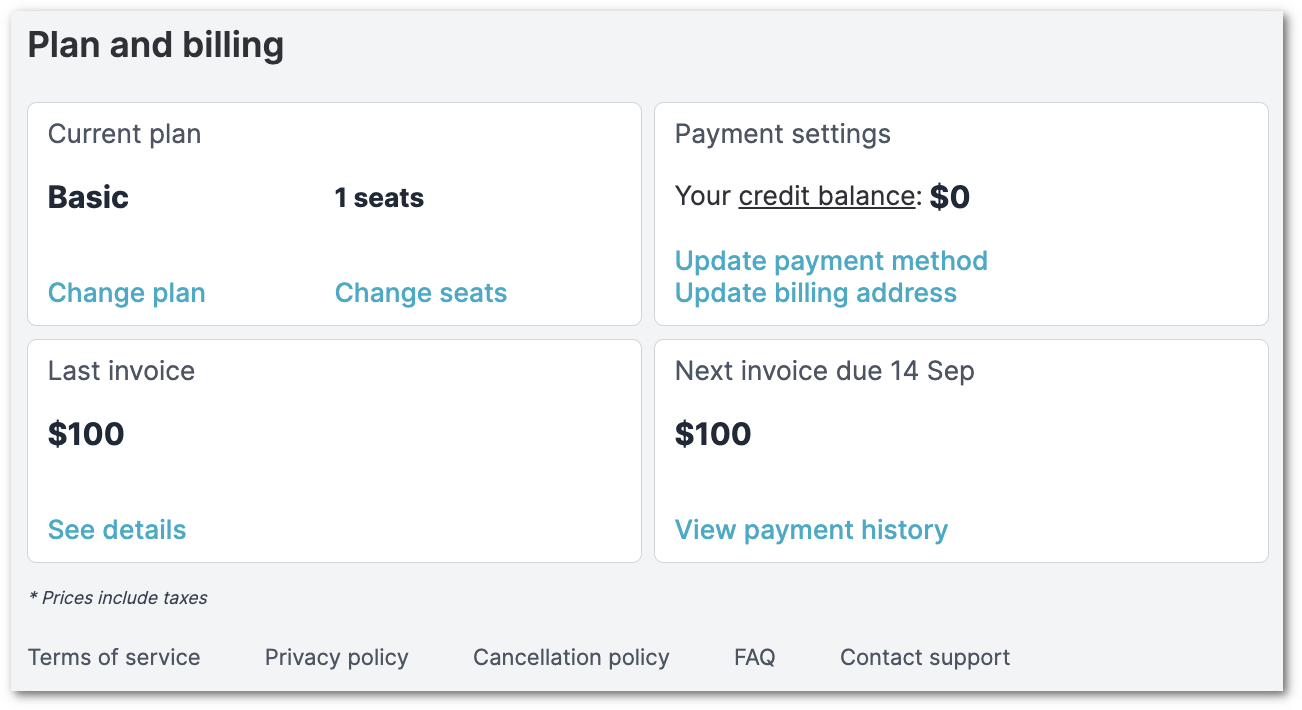 Plan and billing
Current plan
Basic
1 seats
Change plan
Change seats
Payment settings
Your credit balance: $0
Update payment method
Update billing address
Last invoice
$100
See details
Next invoice due 14 Sep
$100
View payment history
* Prices include taxes
Terms of service
Privacy policy
Cancellation policy
FAQ
Contact support